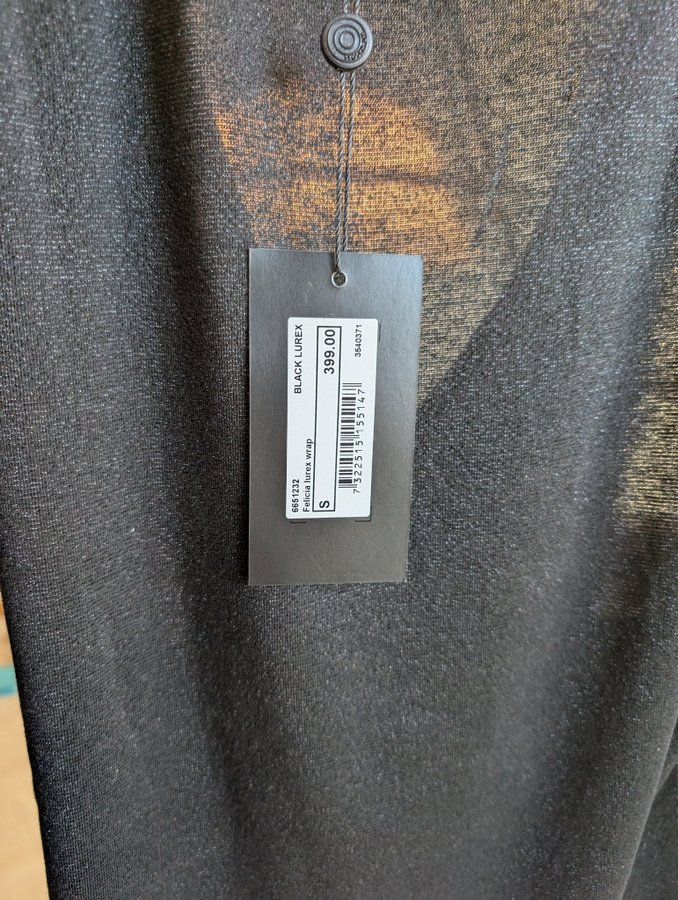 6651232
BLACK LUREX
Felicia lurex wrap
S
399.00
7322515155147
3540371